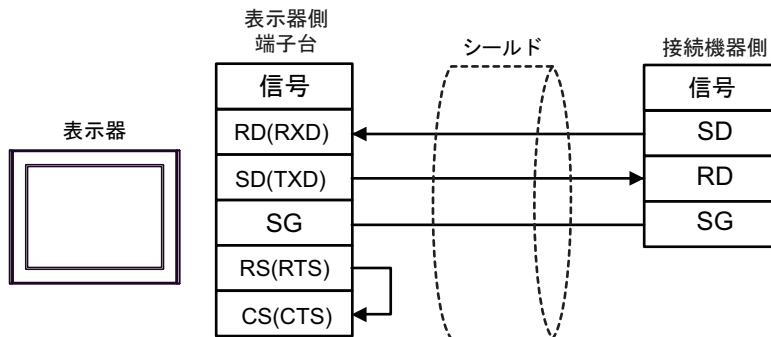 表示器側
端子台
シールド
接続機器側
信号
信号
表示器
RD(RXD)
SD
SD(TXD)
RD
SG
SG
RS(RTS)
CS(CTS)